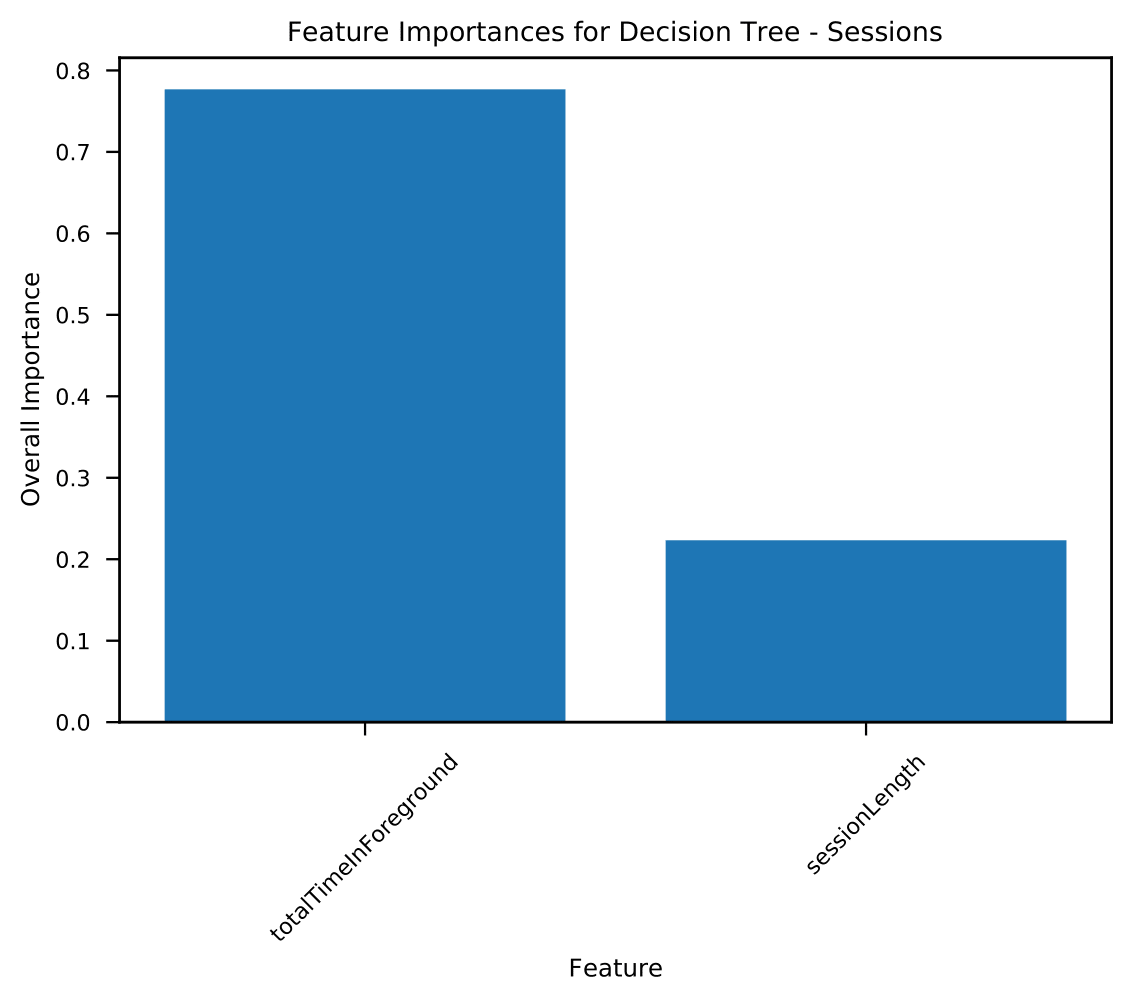 Feature Importances for Decision Tree - Sessions
0.8
0.7
0.6
0.5
0.4
0.3
0.2
0.1
0.0
Overall Importance
totalTimeInForeground
sessionLength
Feature